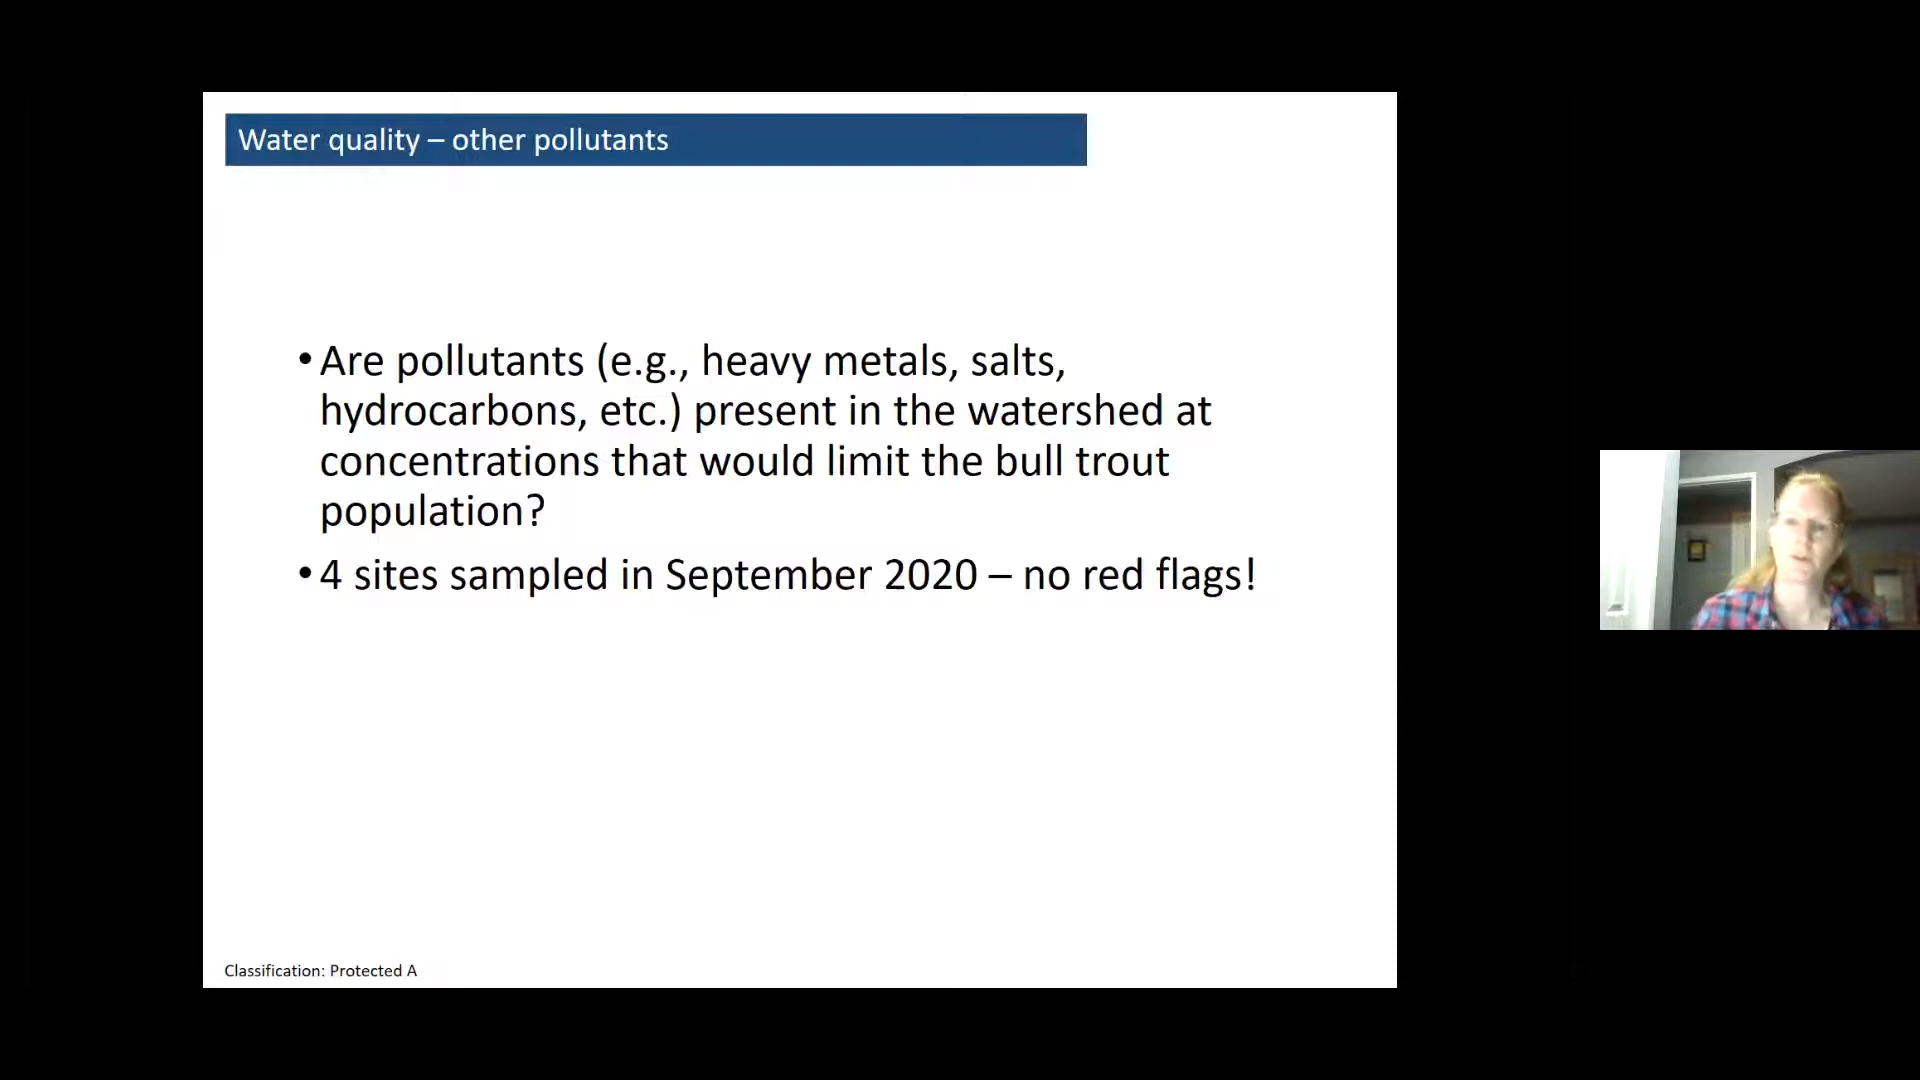 Water quality – other pollutants
•Are pollutants (e.g., heavy metals, salts,
hydrocarbons, etc.) present in the watershed at
concentrations that would limit the bull trout
population?
•4 sites sampled in September 2020 – no red flags!
Classification: Protected A